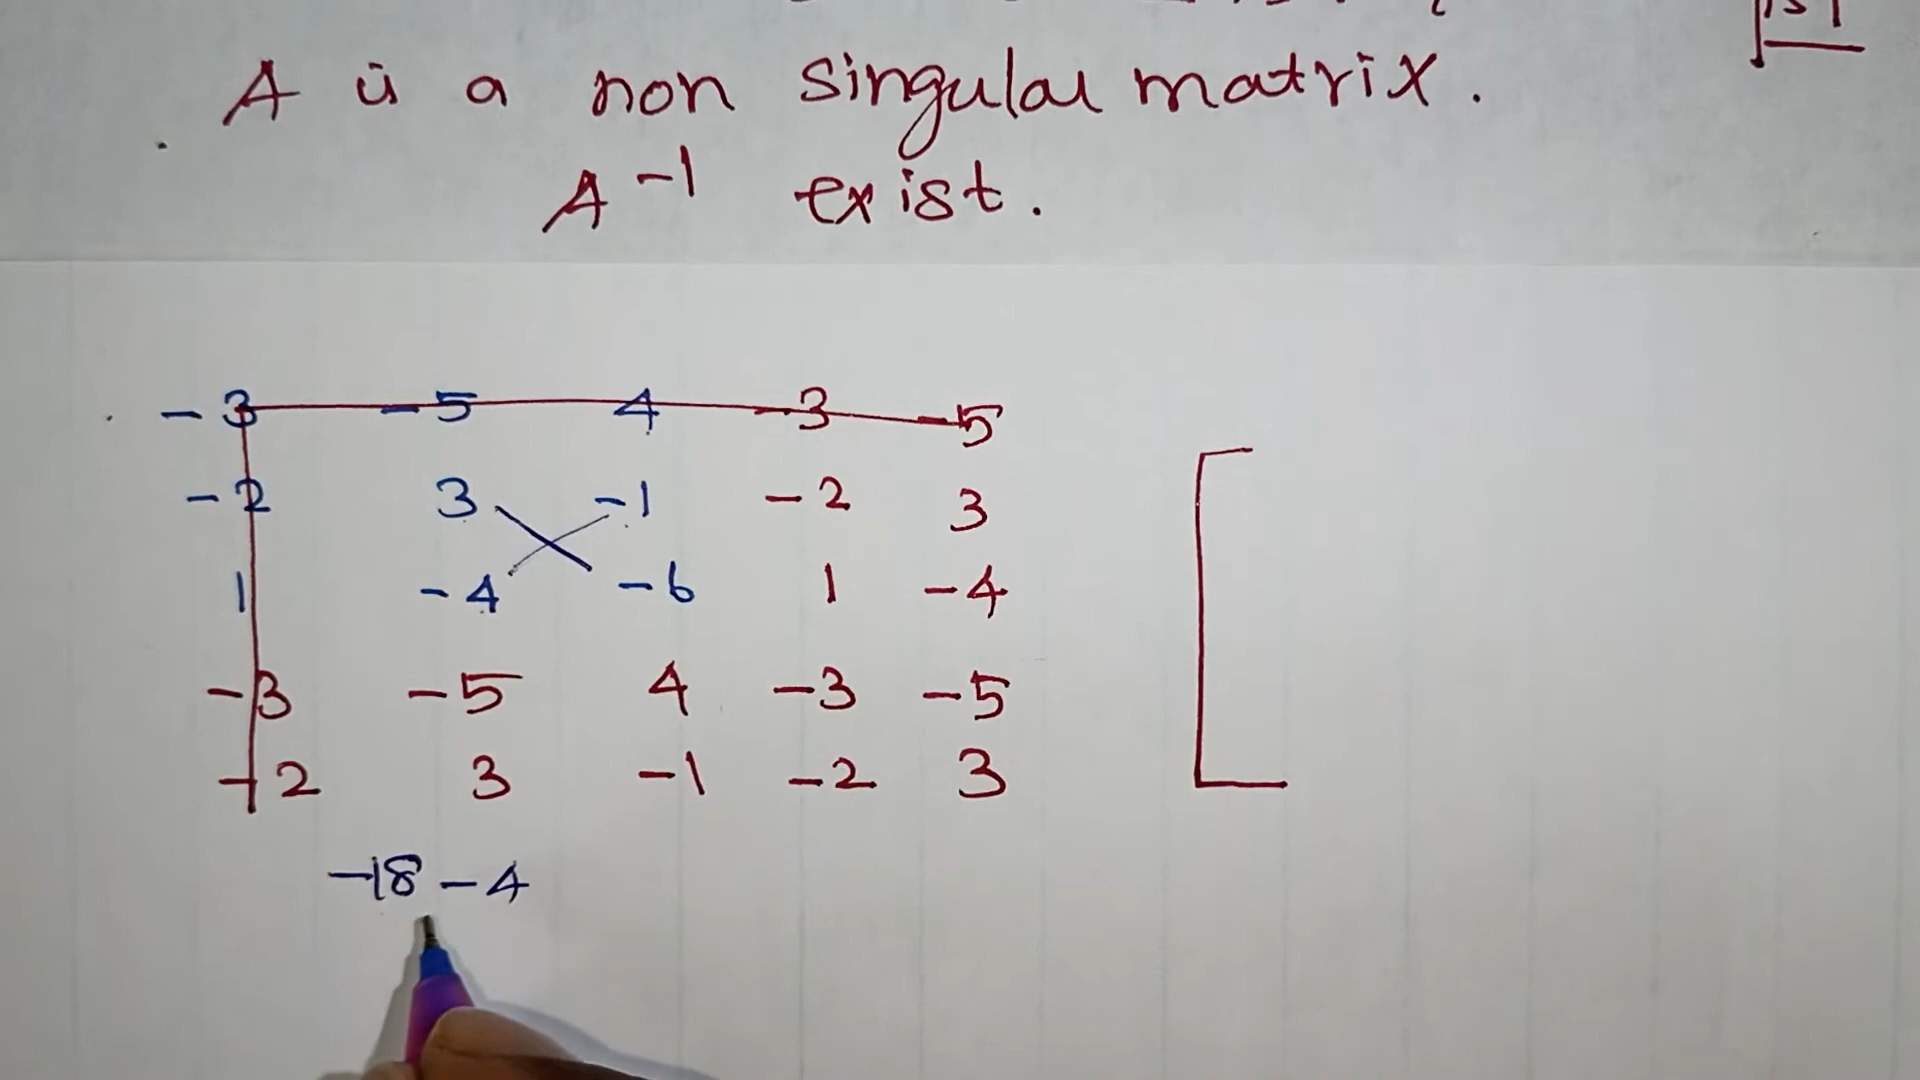 A is a non singular matrix.
A⁻¹ exist.
-3 -5 4 -3 -5
-2 3 -1 -2 3
1 -4 -6 1 -4
-3 -5 4 -3 -5
-2 3 -1 -2 3
-18 - 4